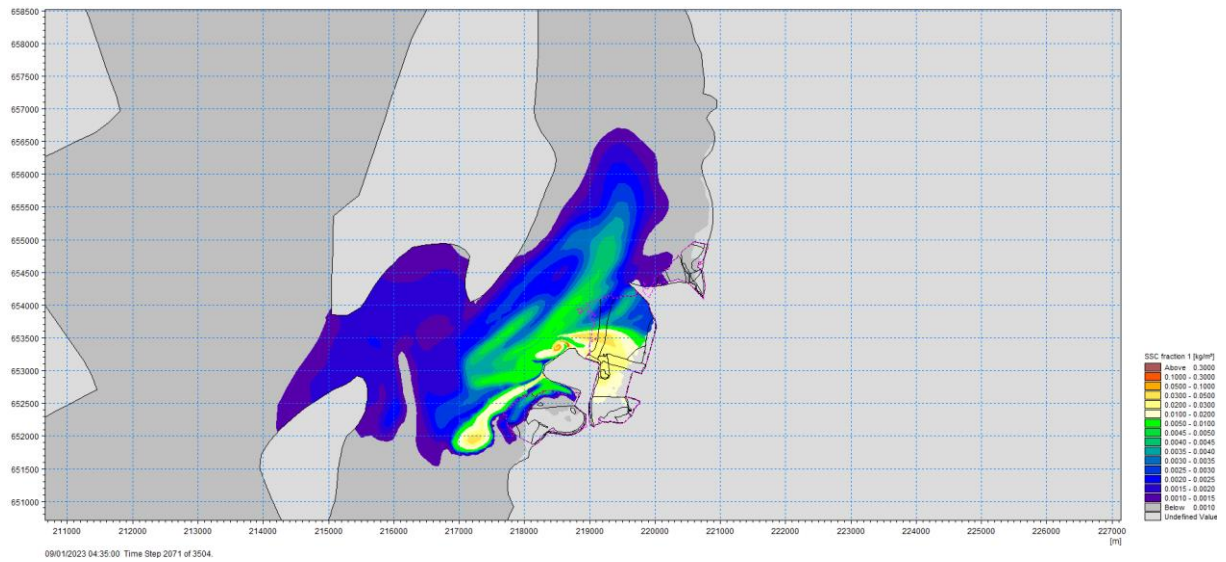 658500
658000
657500
657000
656500
656000
655500
655000
654500
654000
653500
653000
652500
652000
651500
651000
211000 212000 213000 214000 215000 216000 217000 218000 219000 220000 221000 222000 223000 224000 225000 226000 227000
[m]
SSC fraction 1 [kg/m³]
Above 0.3000
0.1000 - 0.3000
0.0500 - 0.1000
0.0300 - 0.0500
0.0200 - 0.0300
0.0100 - 0.0200
0.0050 - 0.0100
0.0045 - 0.0050
0.0040 - 0.0045
0.0035 - 0.0040
0.0030 - 0.0035
0.0025 - 0.0030
0.0020 - 0.0025
0.0015 - 0.0020
0.0010 - 0.0015
Below 0.0010
Undefined Value
09/01/2023 04:35:00 Time Step 2071 of 3504.